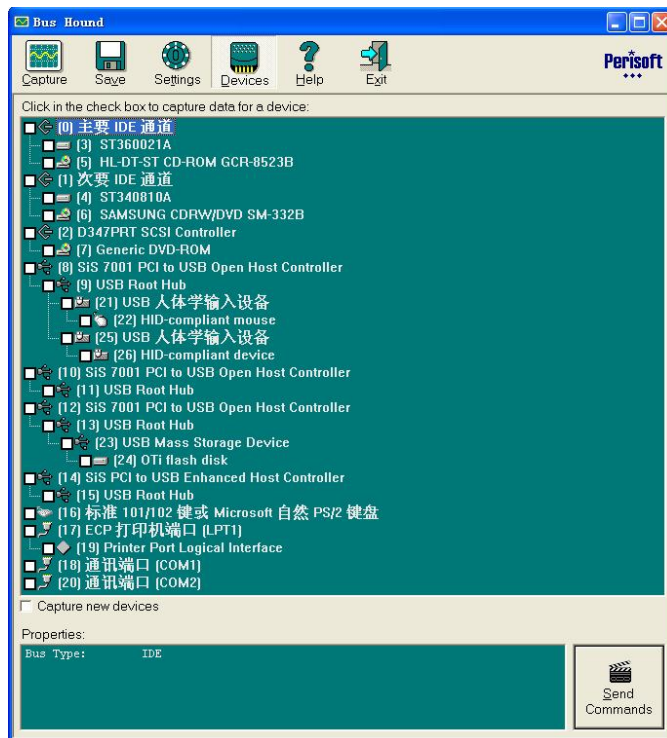 Bus Hound
Capture Save Settings Devices Help Exit Perisoft
Click in the check box to capture data for a device:
[0] 主要 IDE 通道
[3] ST360021A
[5] HL-DT-ST CD-ROM GCR-8523B
[1] 次要 IDE 通道
[4] ST340810A
[6] SAMSUNG CDRW/DVD SM-332B
[2] D347PRT SCSI Controller
[7] Generic DVD-ROM
[8] SiS 7001 PCI to USB Open Host Controller
[9] USB Root Hub
[21] USB 人体学输入设备
[22] HID-compliant mouse
[25] USB 人体学输入设备
[26] HID-compliant device
[10] SiS 7001 PCI to USB Open Host Controller
[11] USB Root Hub
[12] SiS 7001 PCI to USB Open Host Controller
[13] USB Root Hub
[23] USB Mass Storage Device
[24] OTi flash disk
[14] SiS PCI to USB Enhanced Host Controller
[15] USB Root Hub
[16] 标准 101/102 键或 Microsoft 自然 PS/2 键盘
[17] ECP 打印机端口 (LPT1)
[19] Printer Port Logical Interface
[18] 通讯端口 (COM1)
[20] 通讯端口 (COM2)
Capture new devices
Properties:
Bus Type: IDE
Send
Commands